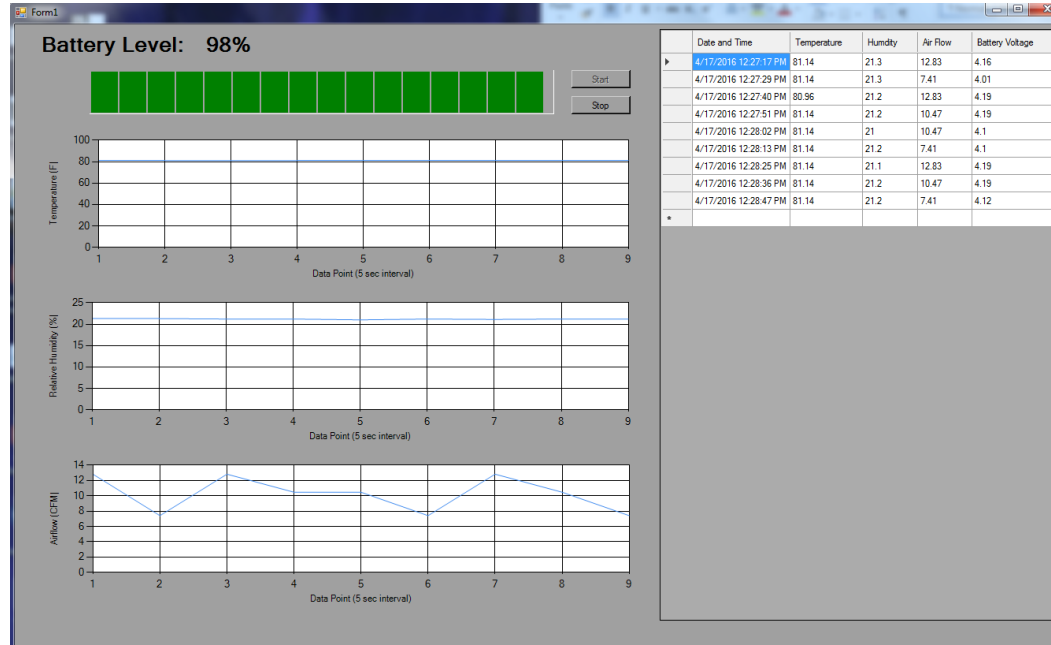 Form1
Battery Level: 98%
Start
Stop
100
80
60
40
20
0
Temperature (F)
1 2 3 4 5 6 7 8 9
Data Point (5 sec interval)
25
20
15
10
5
0
Relative Humidity (%)
1 2 3 4 5 6 7 8 9
Data Point (5 sec interval)
14
12
10
8
6
4
2
0
Airflow (CFM)
1 2 3 4 5 6 7 8 9
Data Point (5 sec interval)
Date and Time Temperature Humdity Air Flow Battery Voltage
4/17/2016 12:27:17 PM 81.14 21.3 12.83 4.16
4/17/2016 12:27:29 PM 81.14 21.3 7.41 4.01
4/17/2016 12:27:40 PM 80.96 21.2 12.83 4.19
4/17/2016 12:27:51 PM 81.14 21.2 10.47 4.19
4/17/2016 12:28:02 PM 81.14 21 10.47 4.1
4/17/2016 12:28:13 PM 81.14 21.2 7.41 4.1
4/17/2016 12:28:25 PM 81.14 21.1 12.83 4.19
4/17/2016 12:28:36 PM 81.14 21.2 10.47 4.19
4/17/2016 12:28:47 PM 81.14 21.2 7.41 4.12